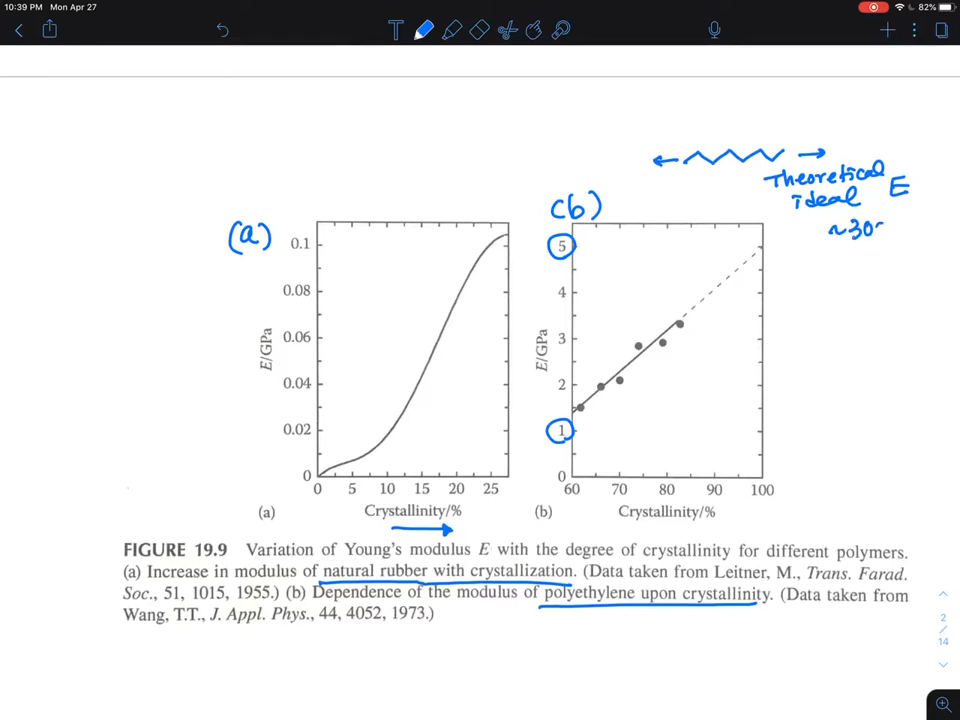 10:39 PM Mon Apr 27
82%
Theoretical
ideal E
(a)
(b)
0.1
0.08
0.06
0.04
0.02
0
E/GPa
0 5 10 15 20 25
Crystallinity/%
(a)
5
4
3
2
1
0
E/GPa
60 70 80 90 100
Crystallinity/%
(b)
FIGURE 19.9 Variation of Young's modulus E with the degree of crystallinity for different polymers.
(a) Increase in modulus of natural rubber with crystallization. (Data taken from Leitner, M., Trans. Farad.
Soc., 51, 1015, 1955.) (b) Dependence of the modulus of polyethylene upon crystallinity. (Data taken from
Wang, T.T., J. Appl. Phys., 44, 4052, 1973.)
2
/
14